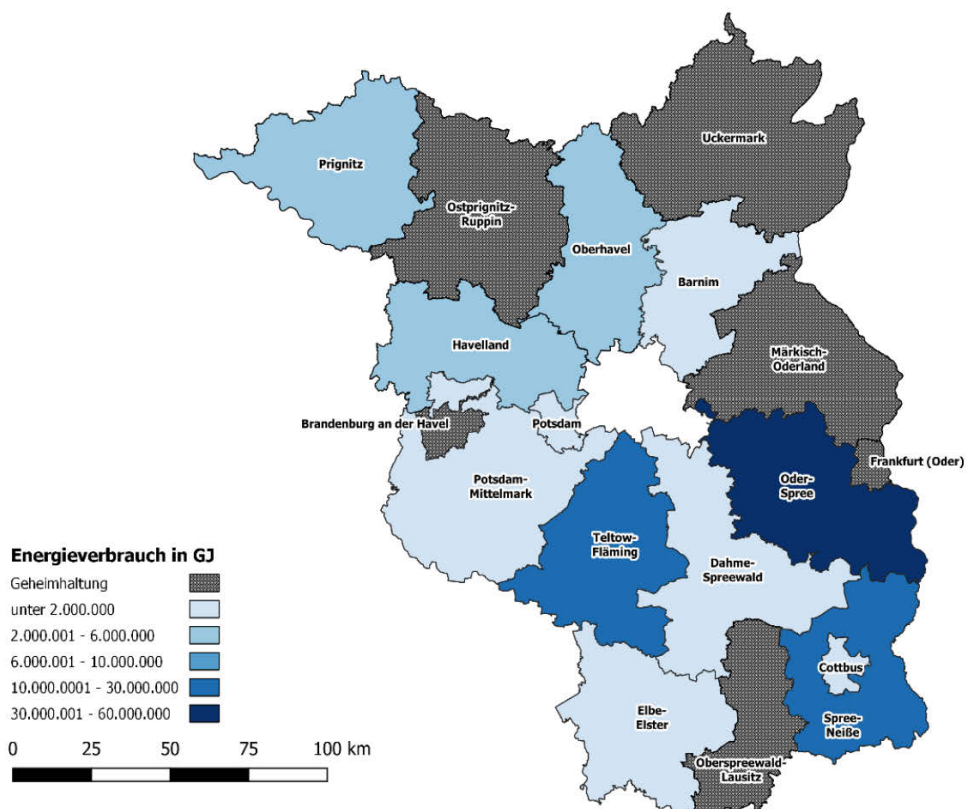 Uckermark
Prignitz
Ostprignitz-
Ruppin
Oberhavel
Barnim
Havelland
Märkisch-
Oderland
Brandenburg an der Havel
Potsdam
Frankfurt (Oder)
Potsdam-
Mittelmark
Oder-
Spree
Teltow-
Fläming
Dahme-
Spreewald
Cottbus
Elbe-
Elster
Spree-
Neiße
Oberspreewald-
Lausitz
Energieverbrauch in GJ
Geheimhaltung
unter 2.000.000
2.000.001 - 6.000.000
6.000.001 - 10.000.000
10.000.0001 - 30.000.000
30.000.001 - 60.000.000
0 25 50 75 100 km